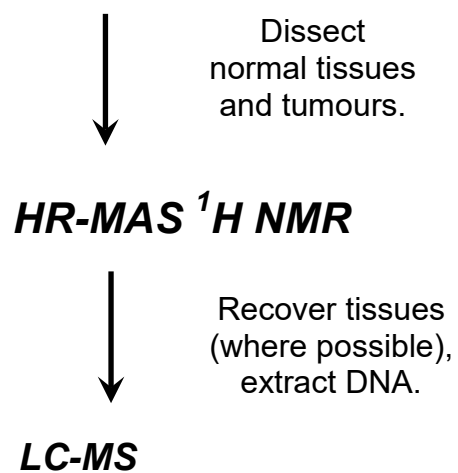 Dissect
normal tissues
and tumours.
HR-MAS ¹H NMR
Recover tissues
(where possible),
extract DNA.
LC-MS